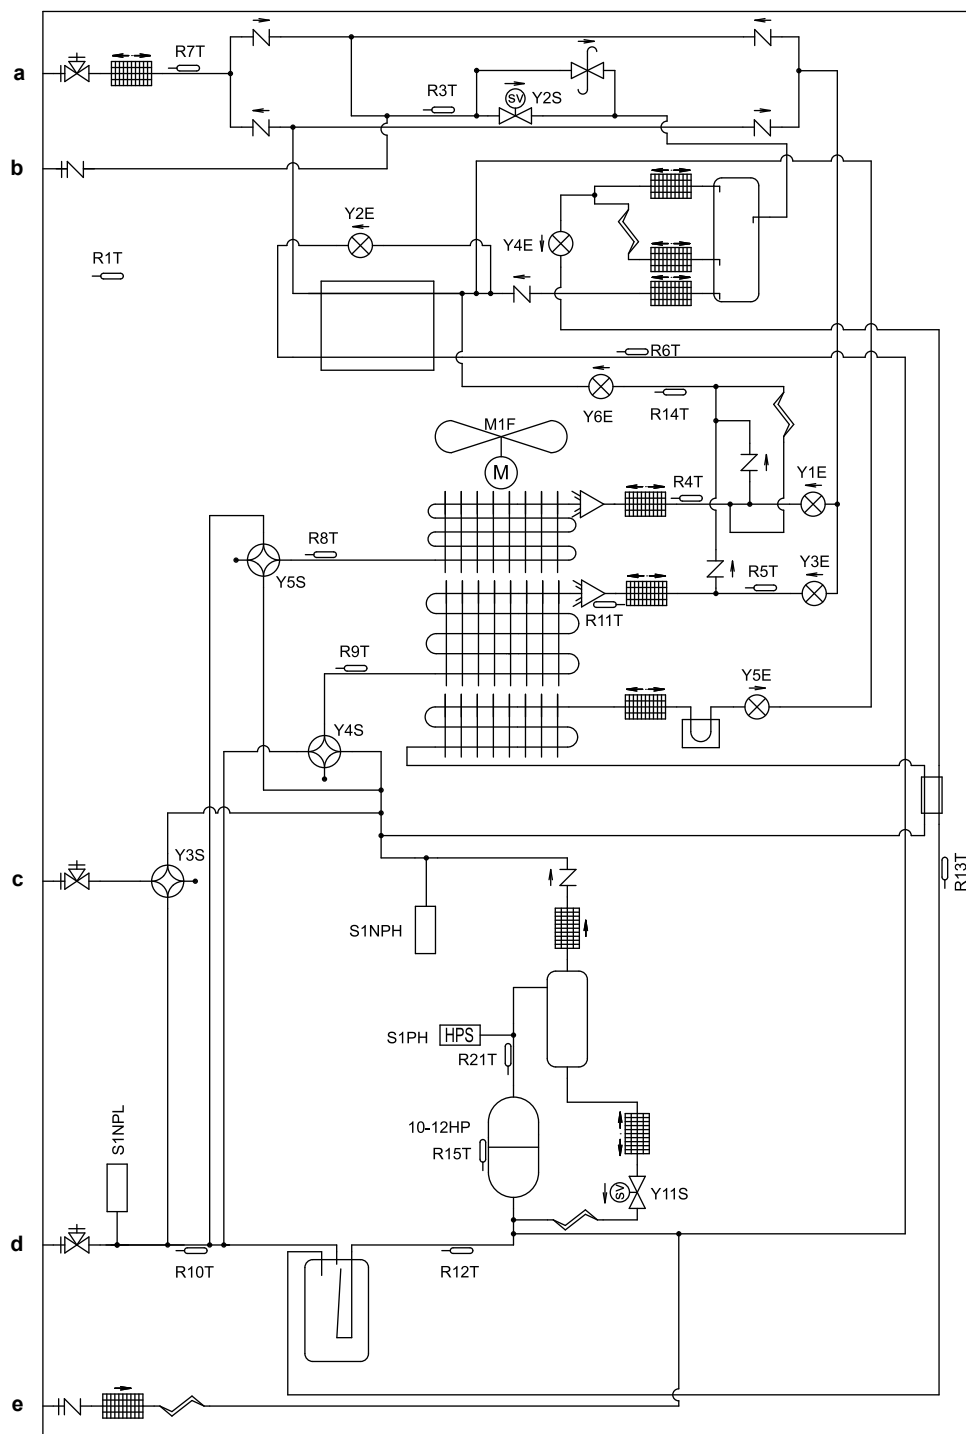 a
R7T
R3T
SV
Y2S
b
Y2E
Y4E
R1T
R6T
Y6E
R14T
M1F
M
R4T
Y1E
R8T
Y5S
R5T
Y3E
R11T
R9T
Y5E
Y4S
c
Y3S
R13T
S1NPH
S1PH
HPS
R21T
10-12HP
R15T
S1NPL
SV
Y11S
d
R10T
R12T
e